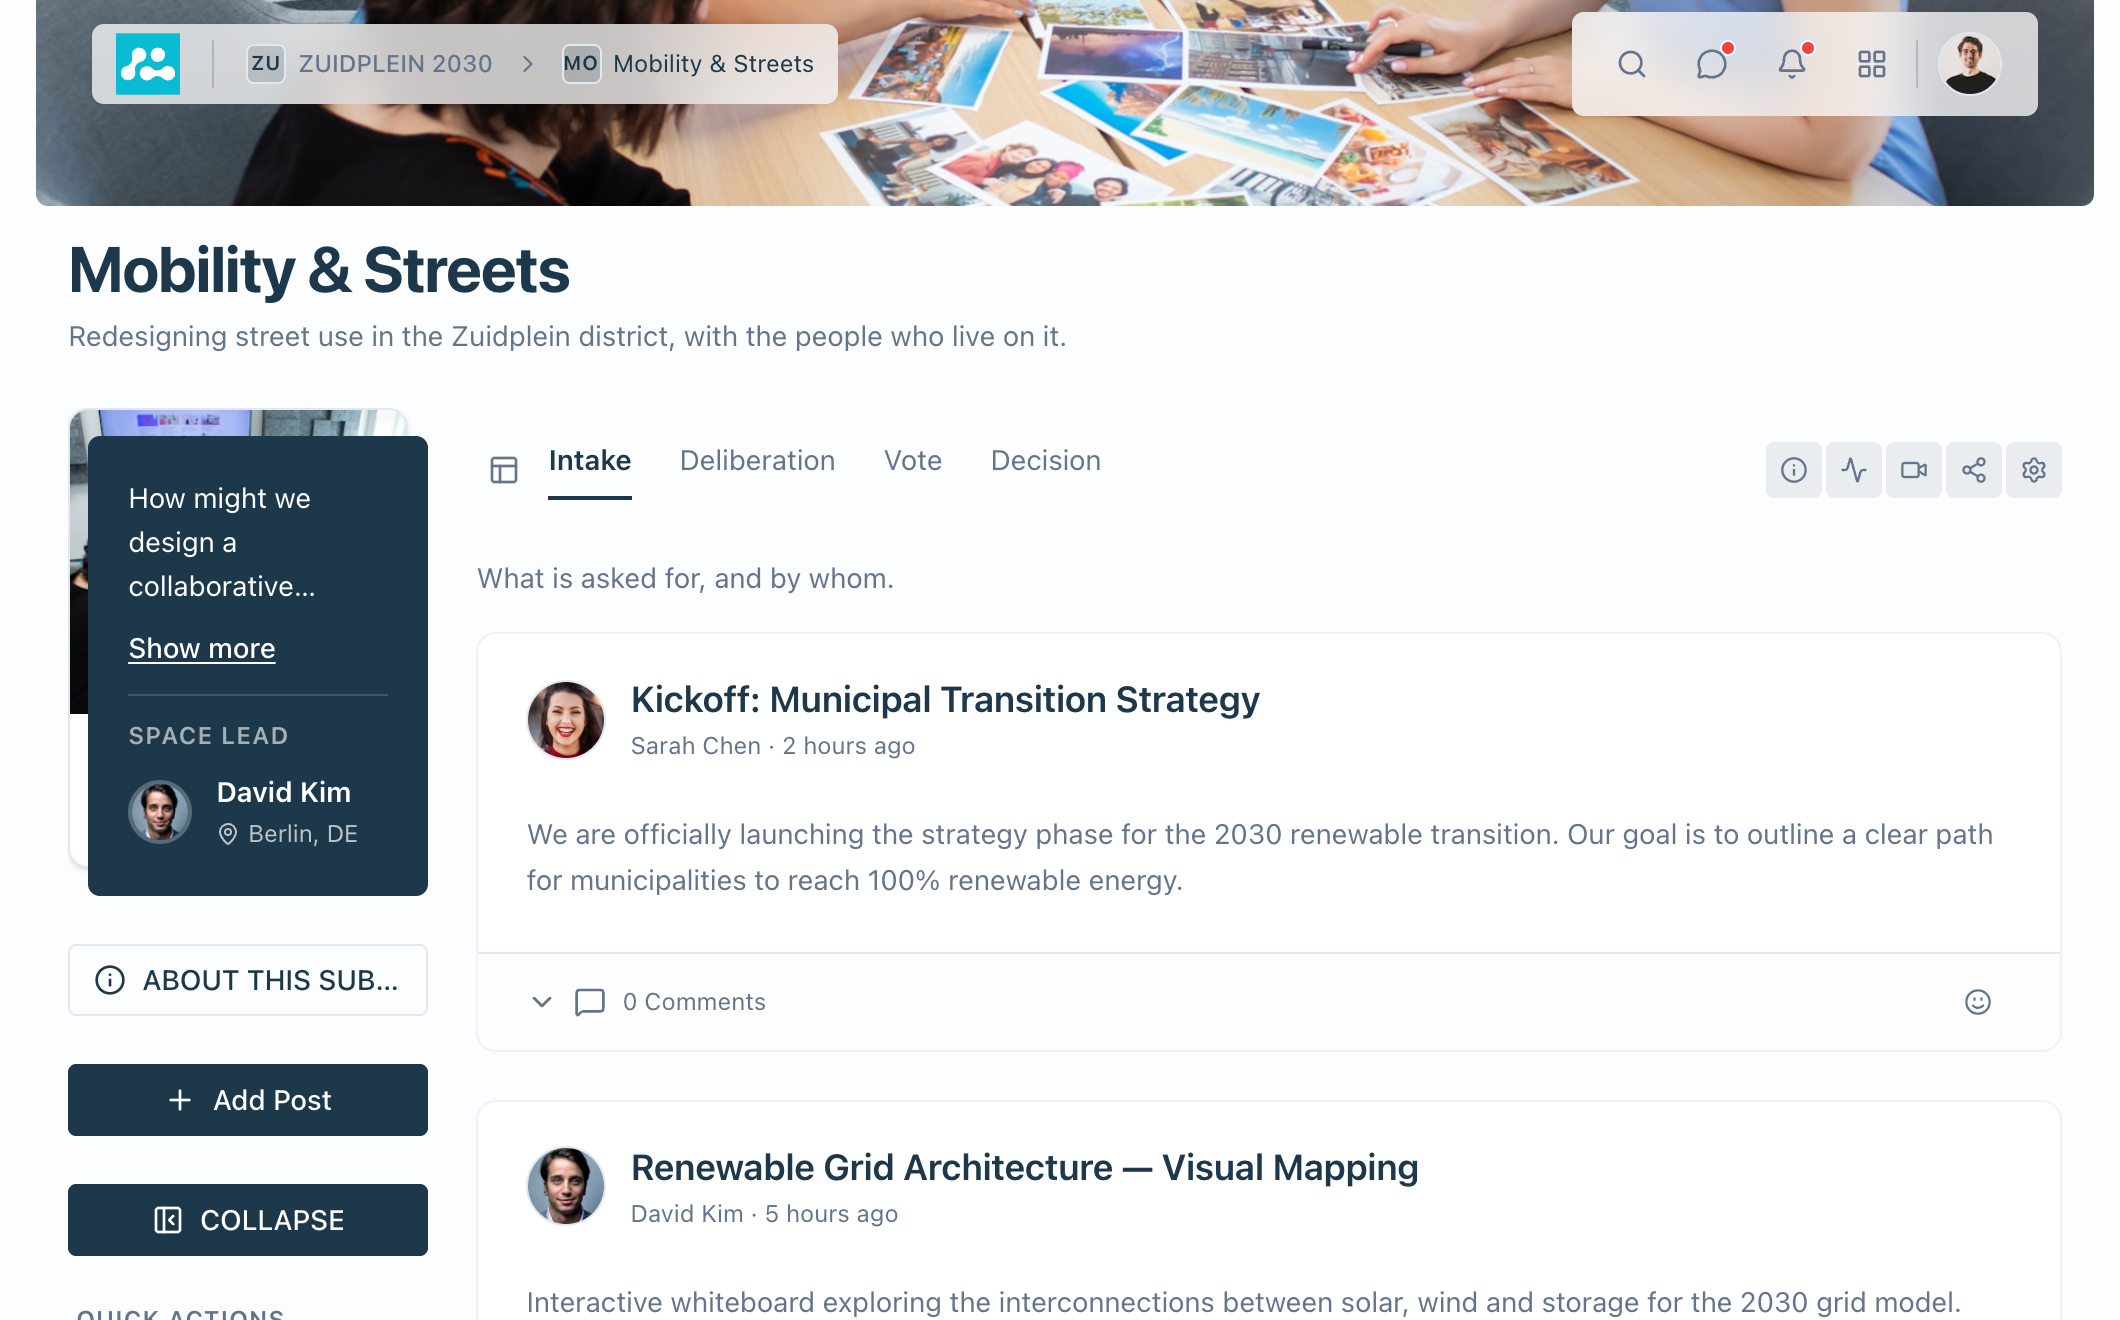 ZU ZUIDPLEIN 2030 MO Mobility & Streets
Mobility & Streets
Redesigning street use in the Zuidplein district, with the people who live on it.
How might we
design a
collaborative...
Show more
SPACE LEAD
David Kim
Berlin, DE
ABOUT THIS SUB...
+ Add Post
COLLAPSE
QUICK ACTIONS
Intake Deliberation Vote Decision
What is asked for, and by whom.
Kickoff: Municipal Transition Strategy
Sarah Chen · 2 hours ago
We are officially launching the strategy phase for the 2030 renewable transition. Our goal is to outline a clear path
for municipalities to reach 100% renewable energy.
0 Comments
Renewable Grid Architecture — Visual Mapping
David Kim · 5 hours ago
Interactive whiteboard exploring the interconnections between solar, wind and storage for the 2030 grid model.